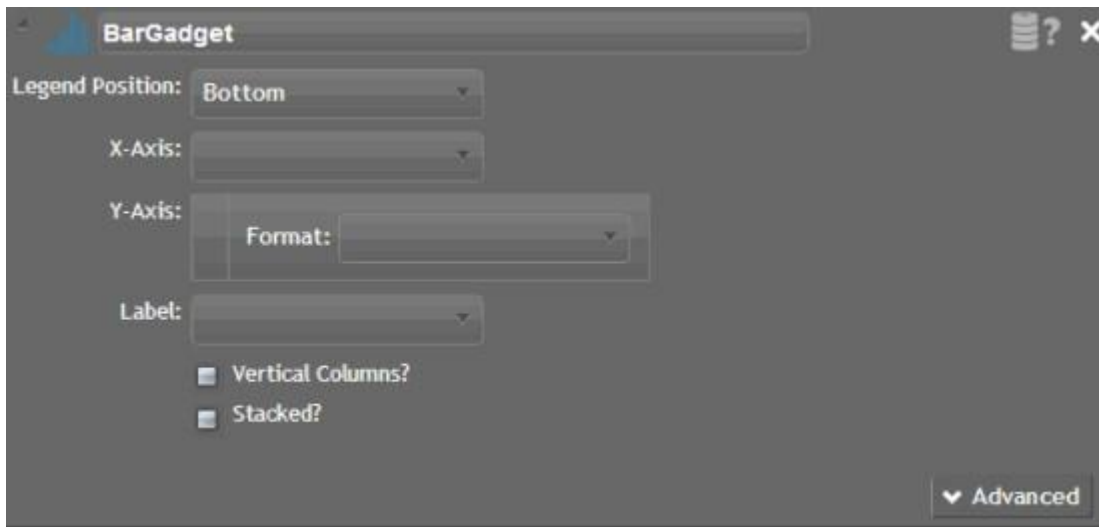 BarGadget
?
Legend Position: Bottom
X-Axis:
Y-Axis:
Format:
Label:
Vertical Columns?
Stacked?
Advanced